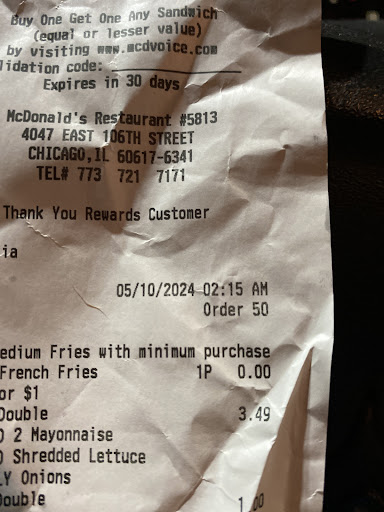 Buy One Get One Any Sandwich
(equal or lesser value)
by visiting www.mcdvoice.com
lidation code:
Expires in 30 days
McDonald's Restaurant #5813
4047 EAST 106TH STREET
CHICAGO,IL 60617-6341
TEL# 773 721 7171
Thank You Rewards Customer
ia
05/10/2024 02:15 AM
Order 50
edium Fries with minimum purchase
French Fries 1P 0.00
or $1
Double 3.49
D 2 Mayonnaise
D Shredded Lettuce
LY Onions
Double 1.00